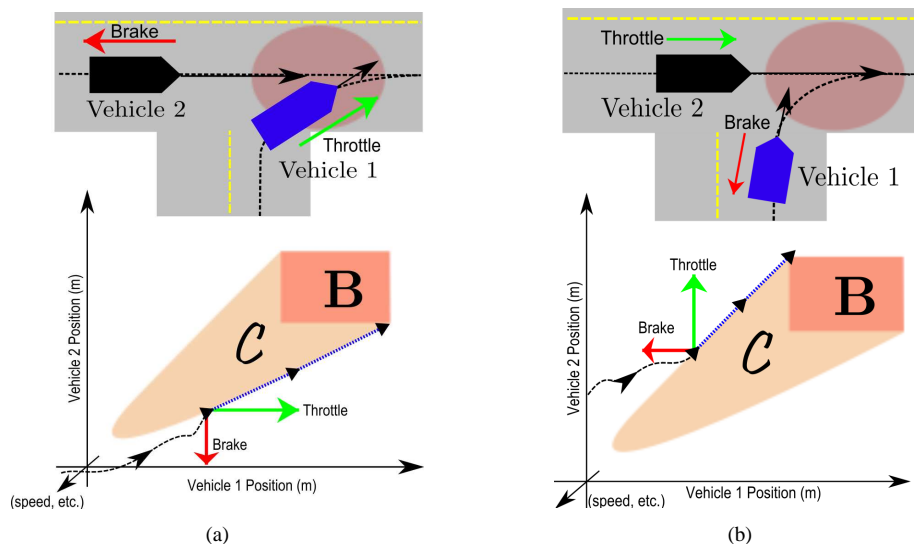 Brake
Vehicle 2
Throttle
Vehicle 1
Vehicle 2 Position (m)
B
C
Throttle
Brake
Vehicle 1 Position (m)
(speed, etc.)
(a)
Throttle
Vehicle 2
Brake
Vehicle 1
Vehicle 2 Position (m)
Throttle
Brake
B
C
Vehicle 1 Position (m)
(speed, etc.)
(b)